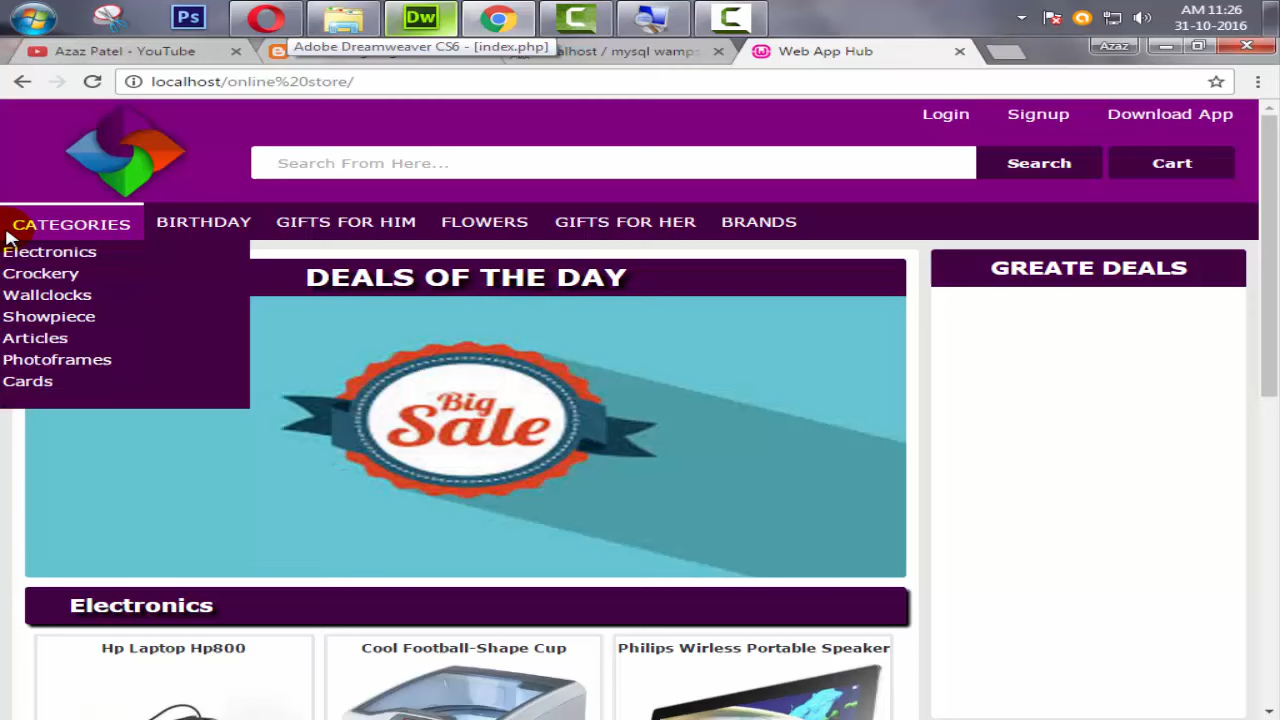 Ps
Dw
AM 11:26
31-10-2016
Azaz Patel - YouTube
Adobe Dreamweaver CS6 - [index.php]
alhost / mysql wamps
Web App Hub
Azaz
localhost/online%20store/
Login
Signup
Download App
Search From Here...
Search
Cart
CATEGORIES
BIRTHDAY
GIFTS FOR HIM
FLOWERS
GIFTS FOR HER
BRANDS
Electronics
Crockery
Wallclocks
Showpiece
Articles
Photoframes
Cards
DEALS OF THE DAY
GREATE DEALS
Big
Sale
Electronics
Hp Laptop Hp800
Cool Football-Shape Cup
Philips Wirless Portable Speaker